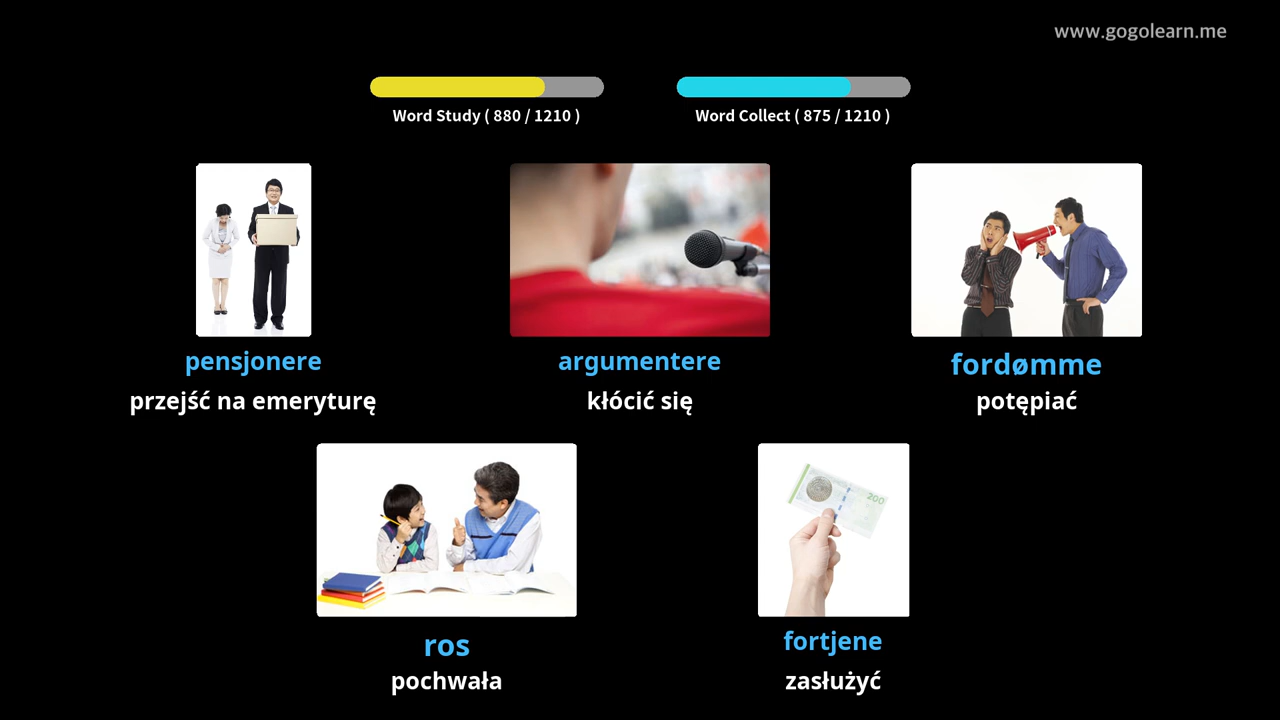 www.gogolearn.me
Word Study ( 880 / 1210 )
Word Collect ( 875 / 1210 )
pensjonere
przejść na emeryturę
argumentere
kłócić się
fordømme
potępiać
200
ros
pochwała
fortjene
zasłużyć